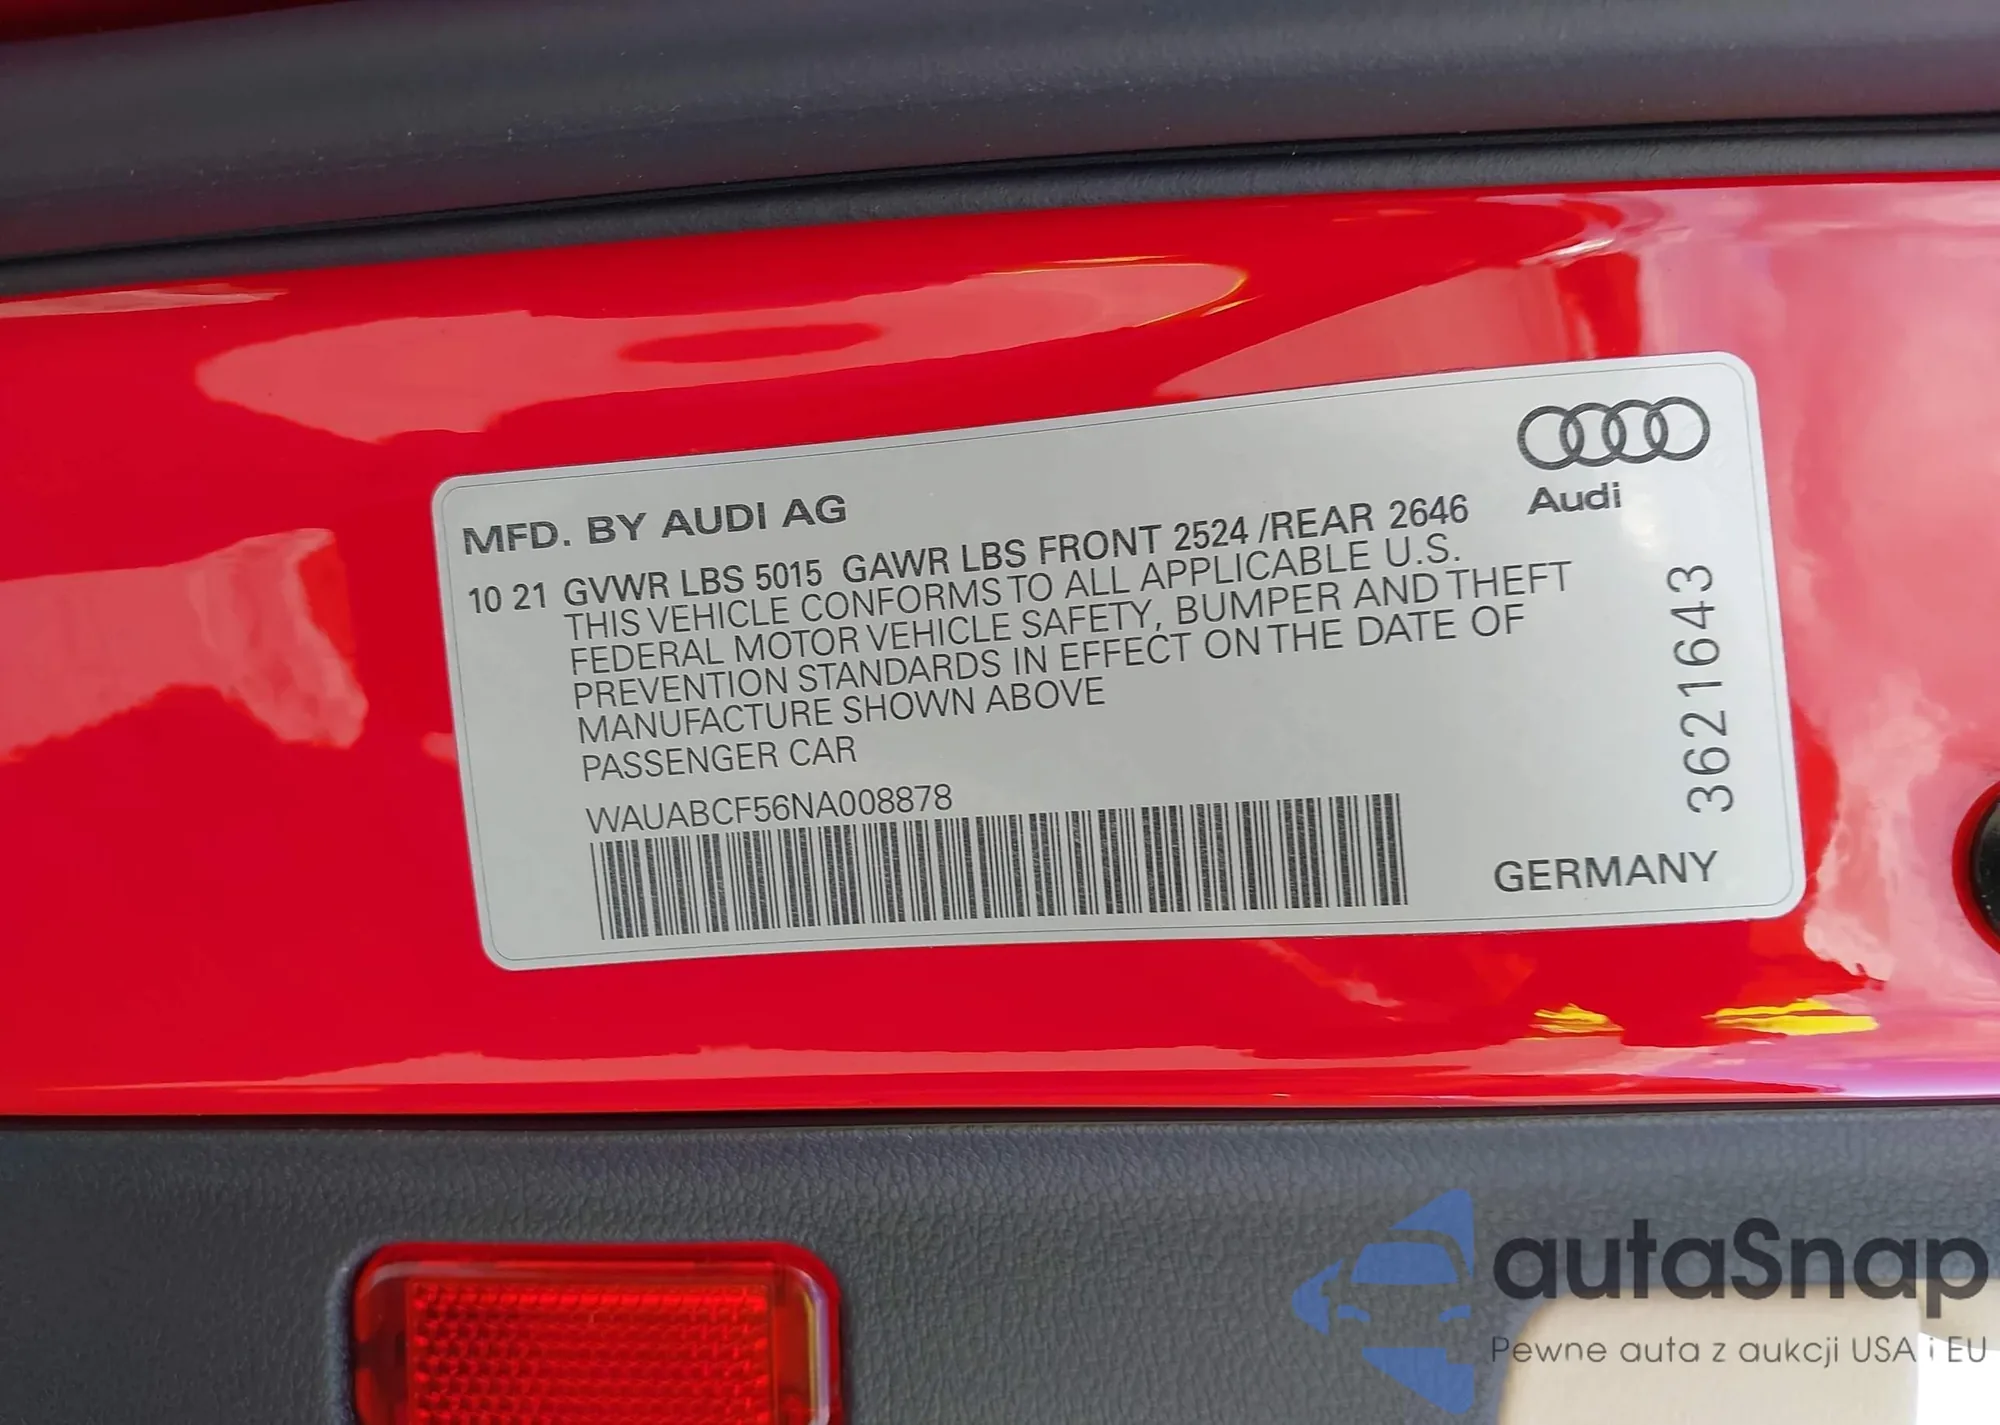 Audi
MFD. BY AUDI AG
10 21 GVWR LBS 5015 GAWR LBS FRONT 2524 /REAR 2646
THIS VEHICLE CONFORMS TO ALL APPLICABLE U.S.
FEDERAL MOTOR VEHICLE SAFETY, BUMPER AND THEFT
PREVENTION STANDARDS IN EFFECT ON THE DATE OF
MANUFACTURE SHOWN ABOVE
PASSENGER CAR
WAUABCF56NA008878
3621643
GERMANY
autaSnap
Pewne auta z aukcji USA i EU